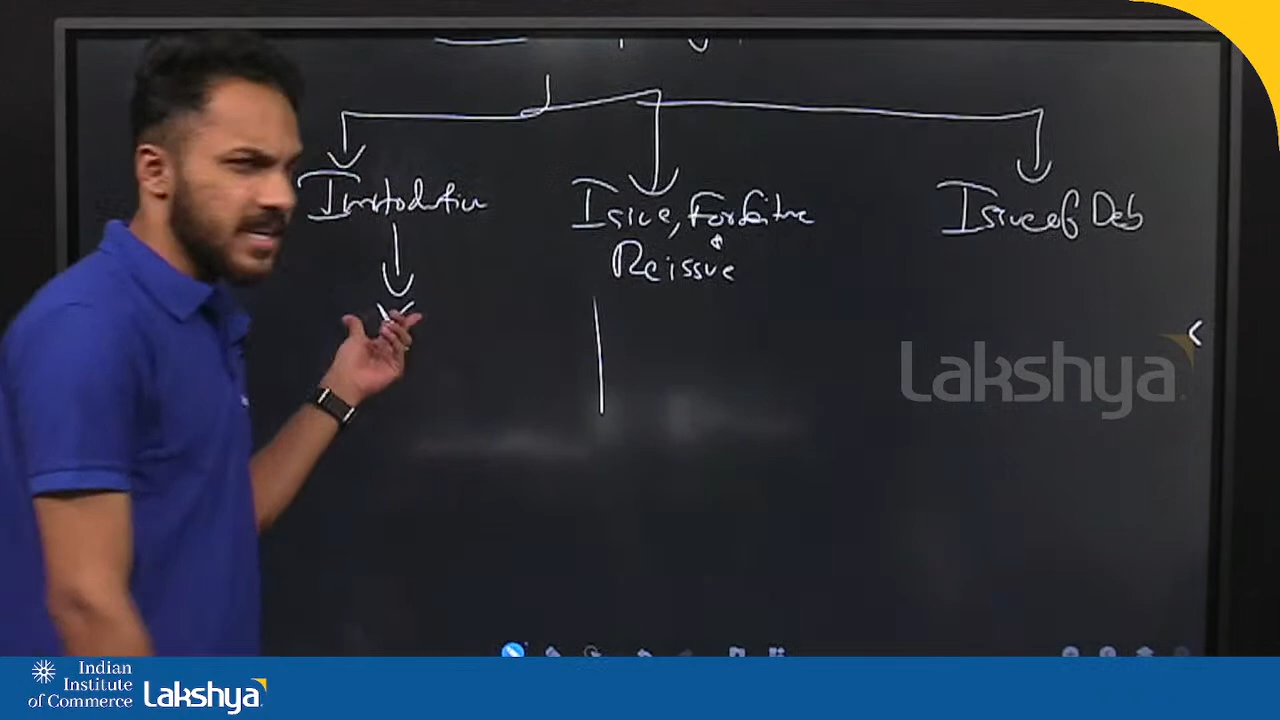 Introduction
Issue, Forfeiture
&
Reissue
Issue of Deb
Lakshya
Indian
Institute
of Commerce Lakshya